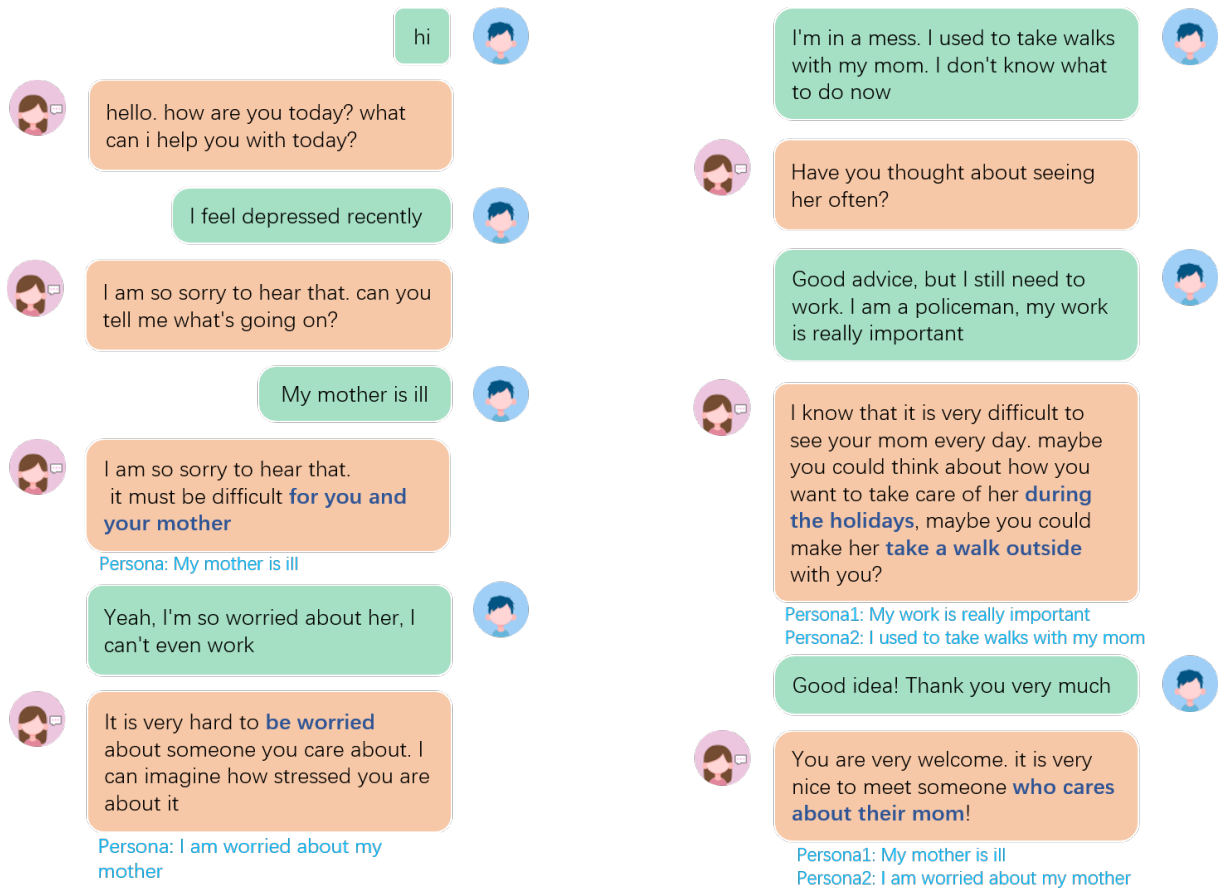 hi
hello. how are you today? what
can i help you with today?
I feel depressed recently
I am so sorry to hear that. can you
tell me what's going on?
My mother is ill
I am so sorry to hear that.
it must be difficult for you and
your mother
Persona: My mother is ill
Yeah, I'm so worried about her, I
can't even work
It is very hard to be worried
about someone you care about. I
can imagine how stressed you are
about it
Persona: I am worried about my
mother
I'm in a mess. I used to take walks
with my mom. I don't know what
to do now
Have you thought about seeing
her often?
Good advice, but I still need to
work. I am a policeman, my work
is really important
I know that it is very difficult to
see your mom every day. maybe
you could think about how you
want to take care of her during
the holidays, maybe you could
make her take a walk outside
with you?
Persona1: My work is really important
Persona2: I used to take walks with my mom
Good idea! Thank you very much
You are very welcome. it is very
nice to meet someone who cares
about their mom!
Persona1: My mother is ill
Persona2: I am worried about my mother